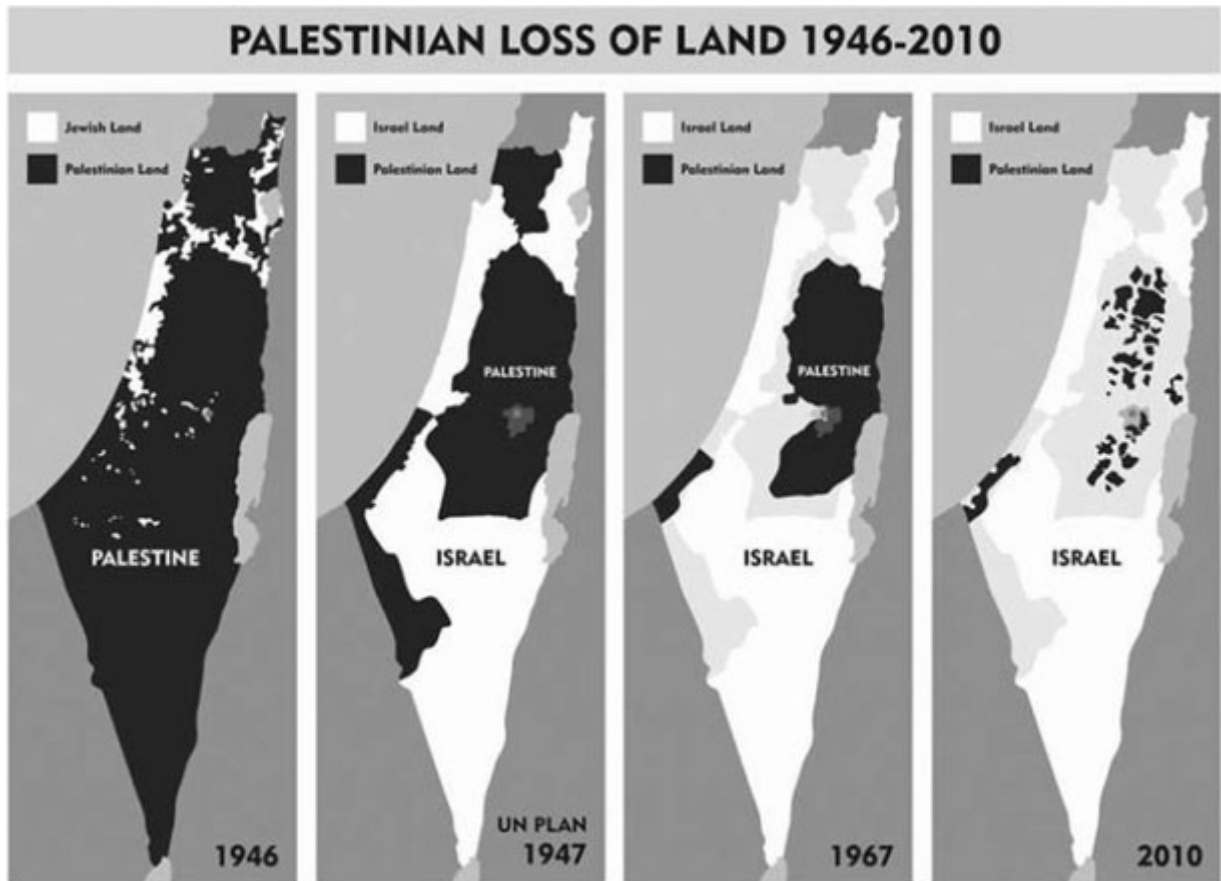 PALESTINIAN LOSS OF LAND 1946-2010
Jewish Land
Palestinian Land
PALESTINE
1946
Israel Land
Palestinian Land
PALESTINE
ISRAEL
UN PLAN
1947
Israel Land
Palestinian Land
PALESTINE
ISRAEL
1967
Israel Land
Palestinian Land
ISRAEL
2010